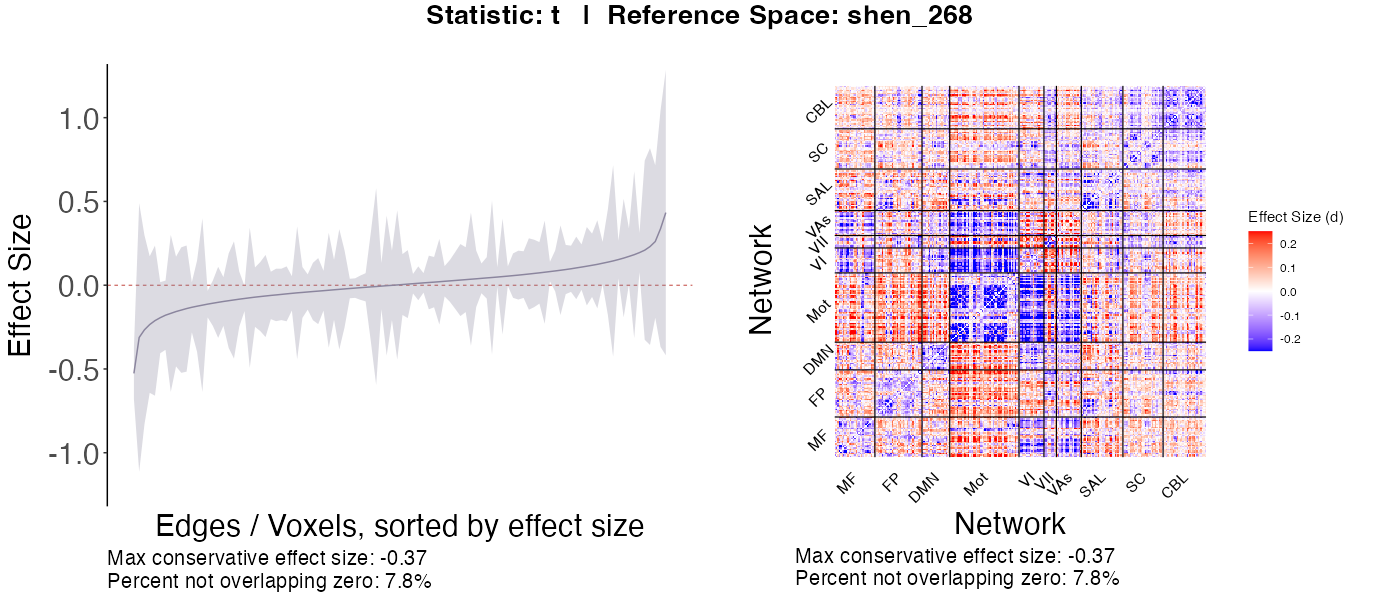 Statistic: t | Reference Space: shen_268
Effect Size
1.0
0.5
0.0
-0.5
-1.0
Edges / Voxels, sorted by effect size
Max conservative effect size: -0.37
Percent not overlapping zero: 7.8%
Network
CBL
SC
SAL
VAs
VII
VI
Mot
DMN
FP
MF
MF
FP
DMN
Mot
VI
VII
VAs
SAL
SC
CBL
Network
Max conservative effect size: -0.37
Percent not overlapping zero: 7.8%
Effect Size (d)
0.2
0.1
0.0
-0.1
-0.2